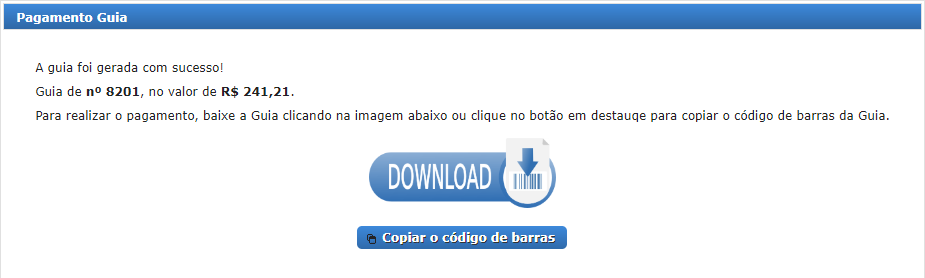 Pagamento Guia
A guia foi gerada com sucesso!
Guia de nº 8201, no valor de R$ 241,21.
Para realizar o pagamento, baixe a Guia clicando na imagem abaixo ou clique no botão em destauqe para copiar o código de barras da Guia.
DOWNLOAD
Copiar o código de barras